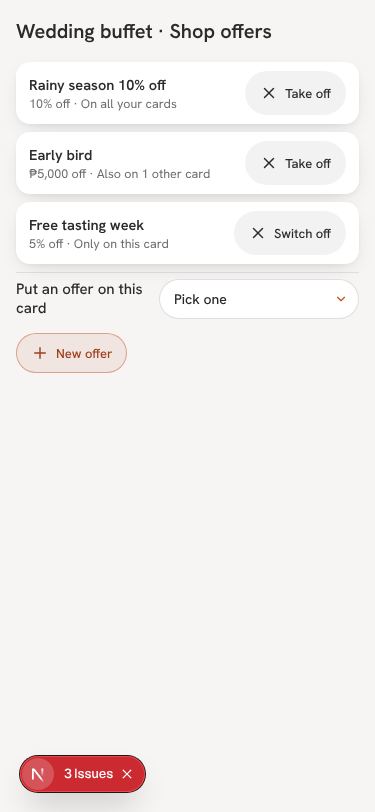 Wedding buffet · Shop offers
Rainy season 10% off
10% off · On all your cards
Take off
Early bird
₱5,000 off · Also on 1 other card
Take off
Free tasting week
5% off · Only on this card
Switch off
Put an offer on this
card
Pick one
New offer
N
3 Issues